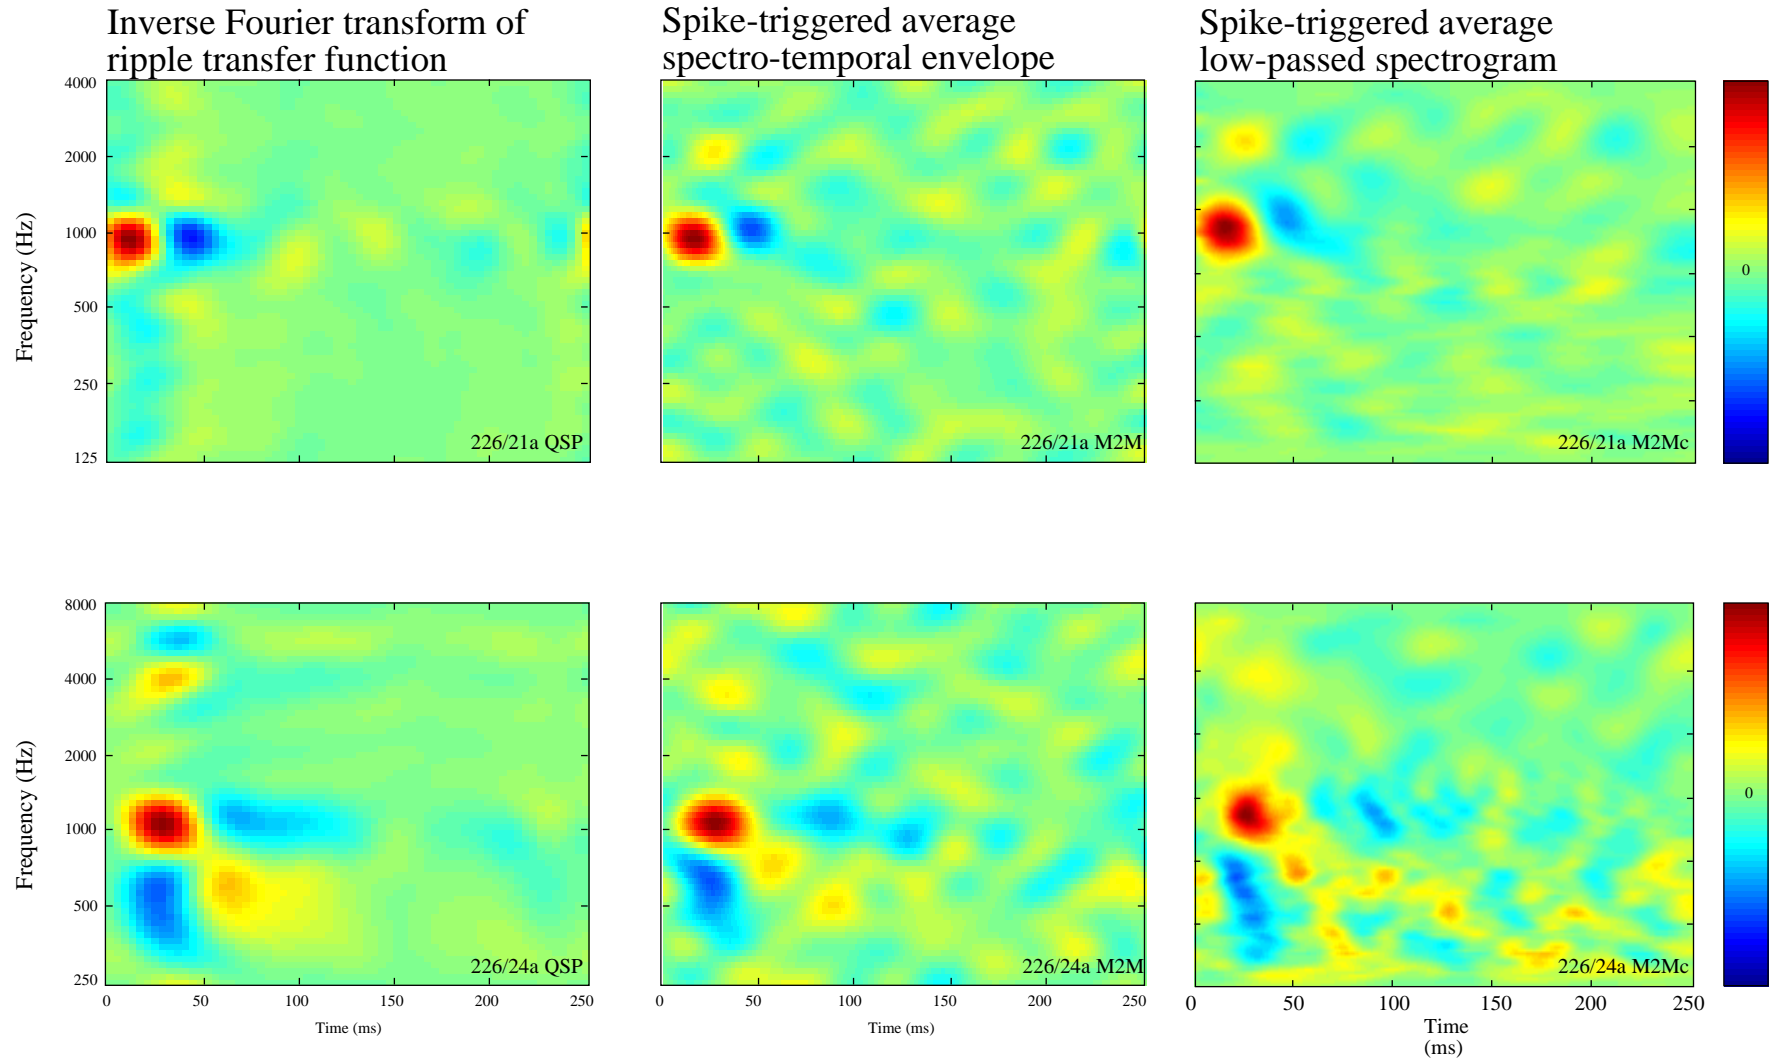 Inverse Fourier transform of
ripple transfer function
Spike-triggered average
spectro-temporal envelope
Spike-triggered average
low-passed spectrogram
4000
2000
1000
500
250
125
Frequency (Hz)
226/21a QSP
226/21a M2M
226/21a M2Mc
0
8000
4000
2000
1000
500
250
Frequency (Hz)
226/24a QSP
226/24a M2M
226/24a M2Mc
0
0 50 100 150 200 250
Time (ms)
0 50 100 150 200 250
Time (ms)
0 50 100 150 200 250
Time
(ms)